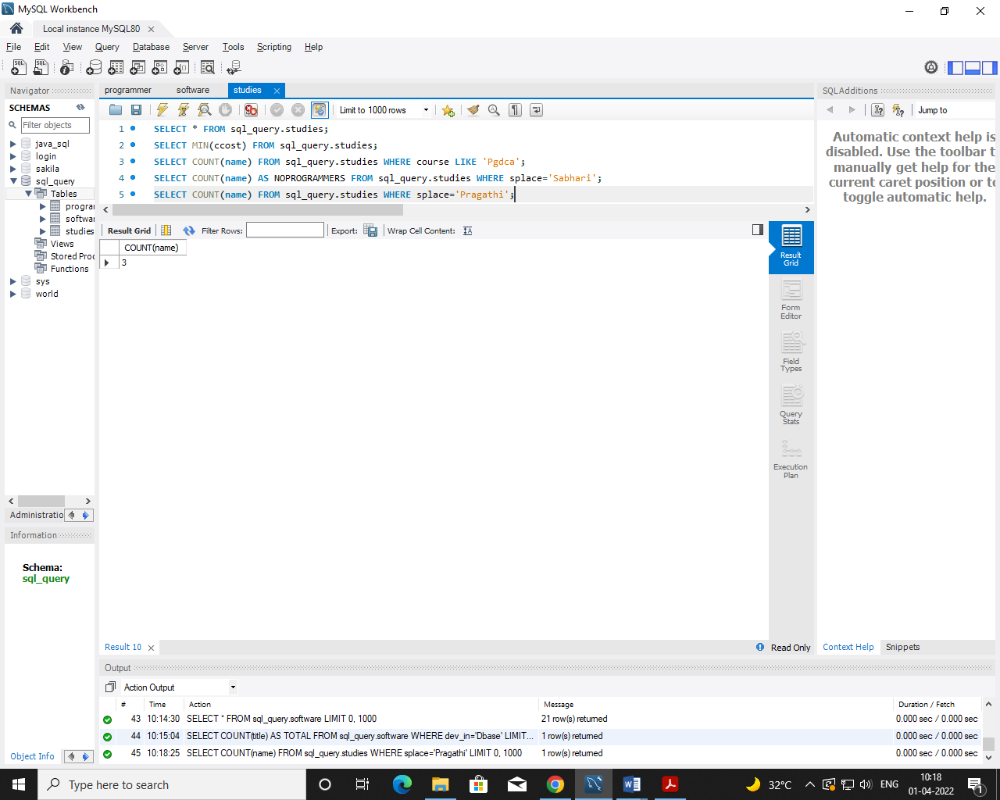 MySQL Workbench
Local instance MySQL80
File Edit View Query Database Server Tools Scripting Help
Navigator
SCHEMAS
Filter objects
java_sql
login
sakila
sql_query
Tables
prograr
softwar
studies
Views
Stored Proc
Functions
sys
world
Administratio
Information
Schema:
sql_query
Object Info
programmer software studies
Limit to 1000 rows
1 SELECT * FROM sql_query.studies;
2 SELECT MIN(ccost) FROM sql_query.studies;
3 SELECT COUNT(name) FROM sql_query.studies WHERE course LIKE 'Pgdca';
4 SELECT COUNT(name) AS NOPROGRAMMERS FROM sql_query.studies WHERE splace='Sabhari';
5 SELECT COUNT(name) FROM sql_query.studies WHERE splace='Pragathi';
Result Grid Filter Rows: Export: Wrap Cell Content:
COUNT(name)
3
Result Grid
Form Editor
Field Types
Query Stats
Execution Plan
Result 10
Read Only
SQLAdditions
Jump to
Automatic context help is
disabled. Use the toolbar t
manually get help for the
current caret position or to
toggle automatic help.
Context Help Snippets
Output
Action Output
# Time Action Message Duration / Fetch
43 10:14:30 SELECT * FROM sql_query.software LIMIT 0, 1000 21 row(s) returned 0.000 sec / 0.000 sec
44 10:15:04 SELECT COUNT(title) AS TOTAL FROM sql_query.software WHERE dev_in='Dbase' LIMIT... 1 row(s) returned 0.000 sec / 0.000 sec
45 10:18:25 SELECT COUNT(name) FROM sql_query.studies WHERE splace='Pragathi' LIMIT 0, 1000 1 row(s) returned 0.000 sec / 0.000 sec
Type here to search
32°C
ENG
10:18
01-04-2022
1